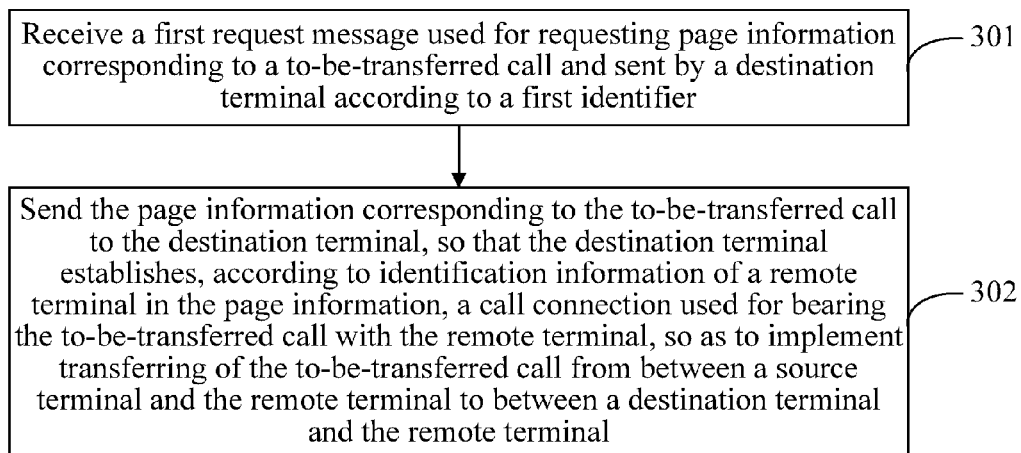 Receive a first request message used for requesting page information
corresponding to a to-be-transferred call and sent by a destination
terminal according to a first identifier
301
Send the page information corresponding to the to-be-transferred call
to the destination terminal, so that the destination terminal
establishes, according to identification information of a remote
terminal in the page information, a call connection used for bearing
the to-be-transferred call with the remote terminal, so as to implement
transferring of the to-be-transferred call from between a source
terminal and the remote terminal to between a destination terminal
and the remote terminal
302